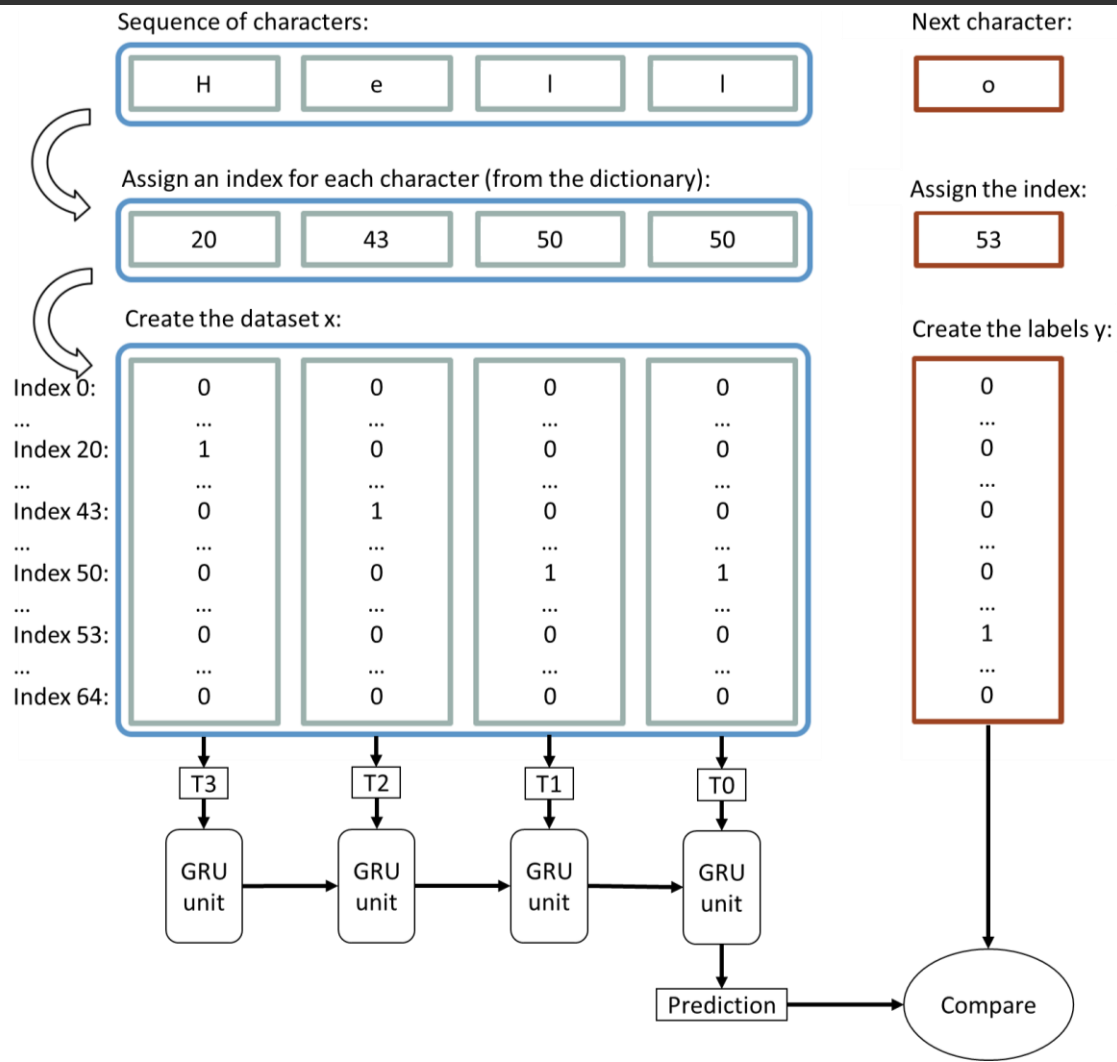 Sequence of characters: Next character:
H e l l o
Assign an index for each character (from the dictionary): Assign the index:
20 43 50 50 53
Create the dataset x: Create the labels y:
Index 0: 0 0 0 0 0
... ... ... ... ... ...
Index 20: 1 0 0 0 0
... ... ... ... ... ...
Index 43: 0 1 0 0 0
... ... ... ... ... ...
Index 50: 0 0 1 1 0
... ... ... ... ... ...
Index 53: 0 0 0 0 1
... ... ... ... ... ...
Index 64: 0 0 0 0 0
T3 T2 T1 T0
GRU GRU GRU GRU
unit unit unit unit
Prediction Compare